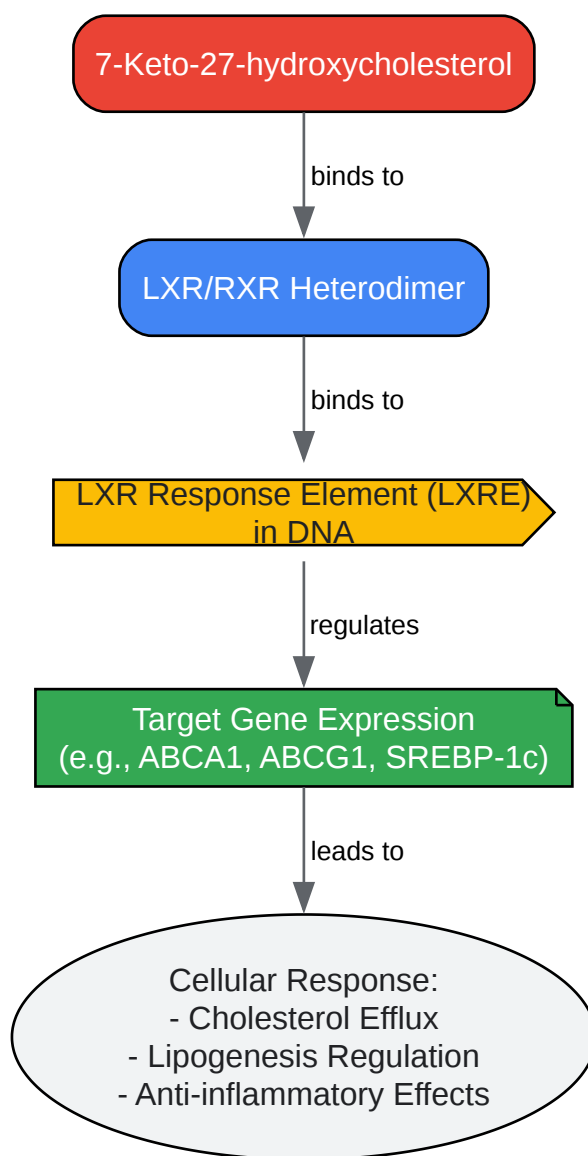 7-Keto-27-hydroxycholesterol
binds to
LXR/RXR Heterodimer
binds to
LXR Response Element (LXRE)
in DNA
regulates
Target Gene Expression
(e.g., ABCA1, ABCG1, SREBP-1c)
leads to
Cellular Response:
- Cholesterol Efflux
- Lipogenesis Regulation
- Anti-inflammatory Effects